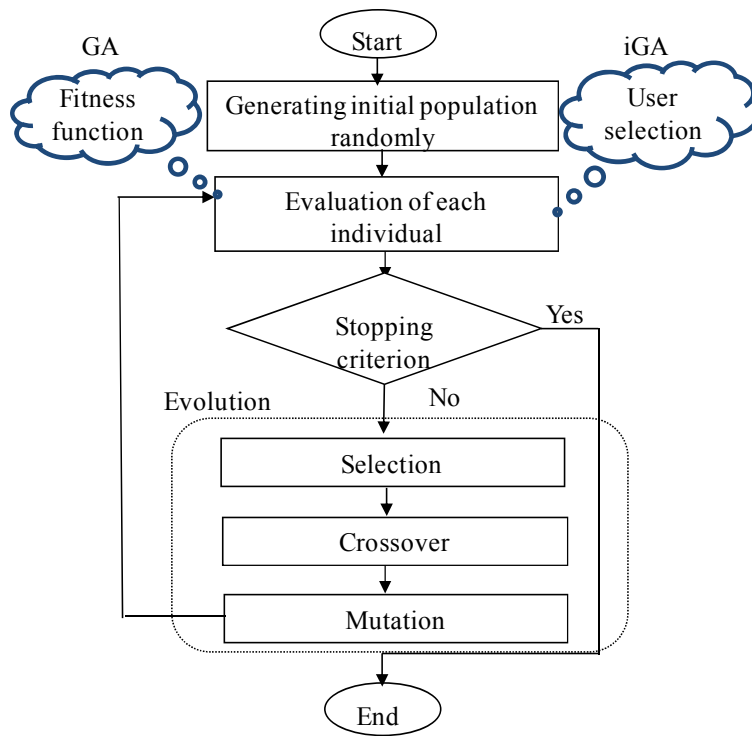 GA
Start
iGA
Fitness
function
Generating initial population
randomly
User
selection
Evaluation of each
individual
Stopping
criterion
Yes
No
Evolution
Selection
Crossover
Mutation
End